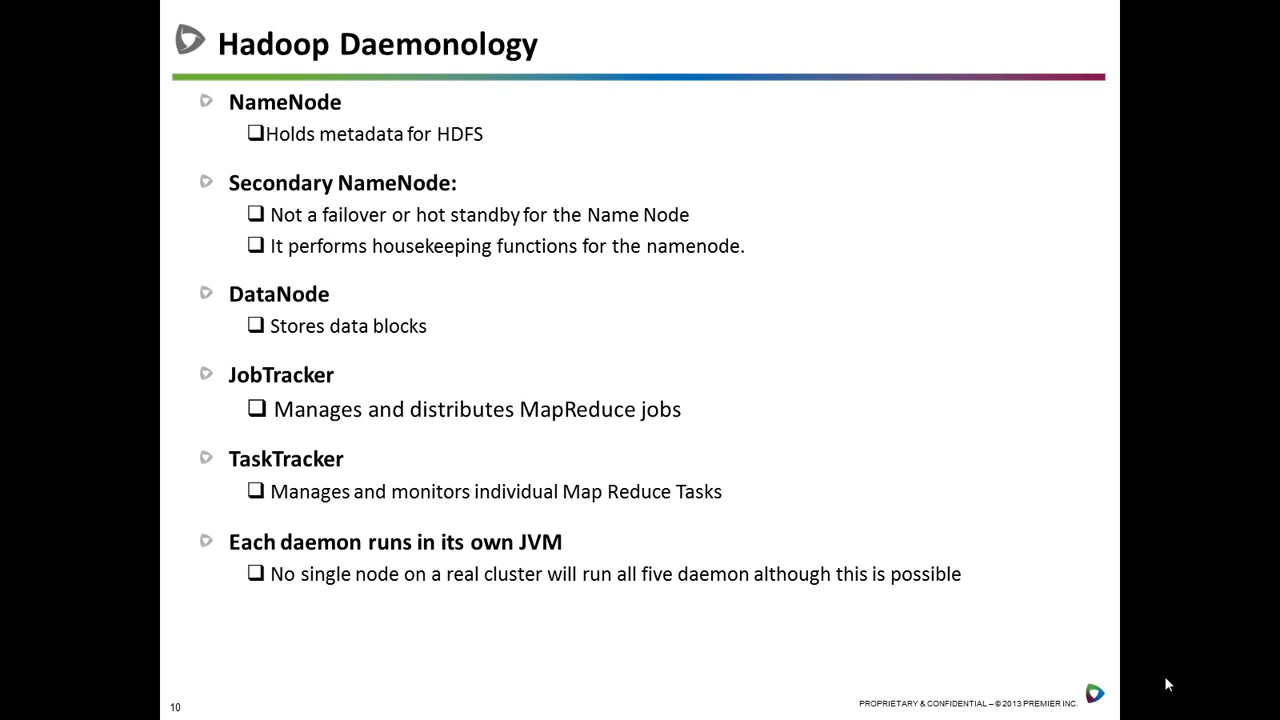 Hadoop Daemonology
NameNode
Holds metadata for HDFS
Secondary NameNode:
Not a failover or hot standby for the Name Node
It performs housekeeping functions for the namenode.
DataNode
Stores data blocks
JobTracker
Manages and distributes MapReduce jobs
TaskTracker
Manages and monitors individual Map Reduce Tasks
Each daemon runs in its own JVM
No single node on a real cluster will run all five daemon although this is possible
10
PROPRIETARY & CONFIDENTIAL – © 2013 PREMIER INC.